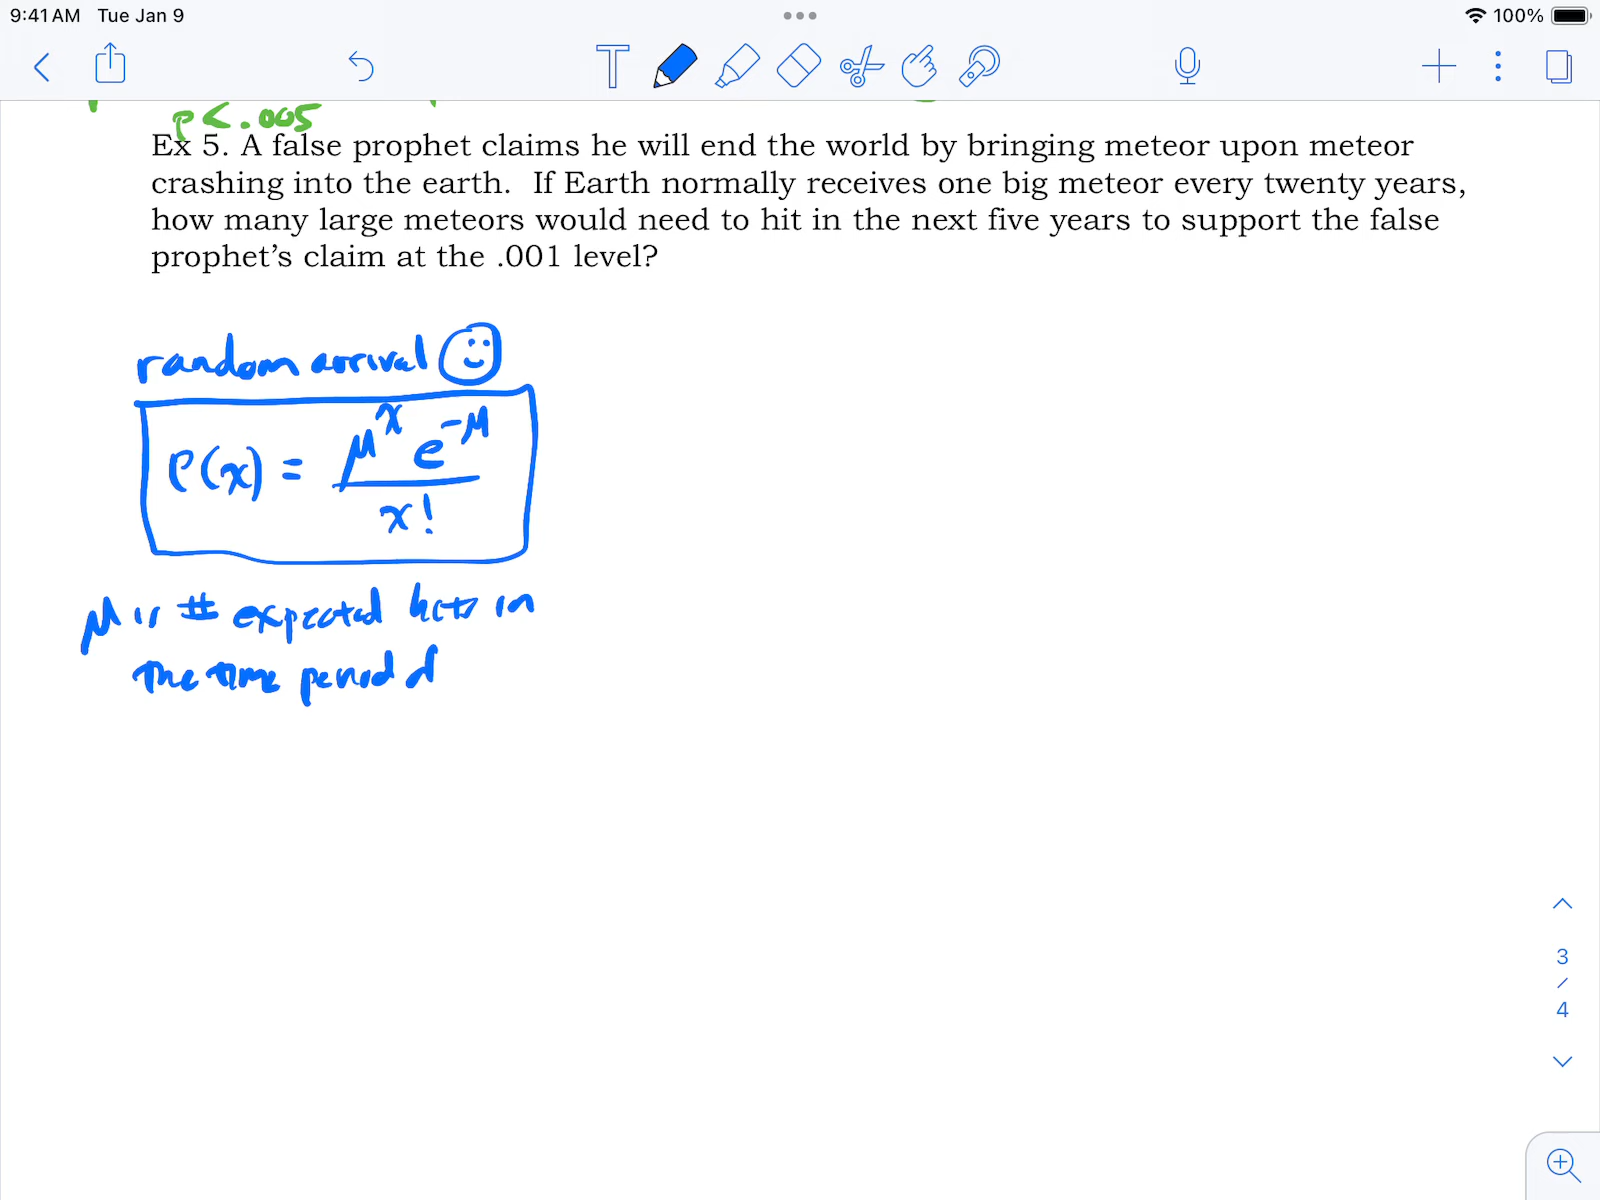 9:41 AM Tue Jan 9
100%
p < .005
Ex 5. A false prophet claims he will end the world by bringing meteor upon meteor
crashing into the earth. If Earth normally receives one big meteor every twenty years,
how many large meteors would need to hit in the next five years to support the false
prophet’s claim at the .001 level?
random arrival
P(x) = μ^x e^-μ / x!
μ is # expected hits in
the time period of
3
/
4